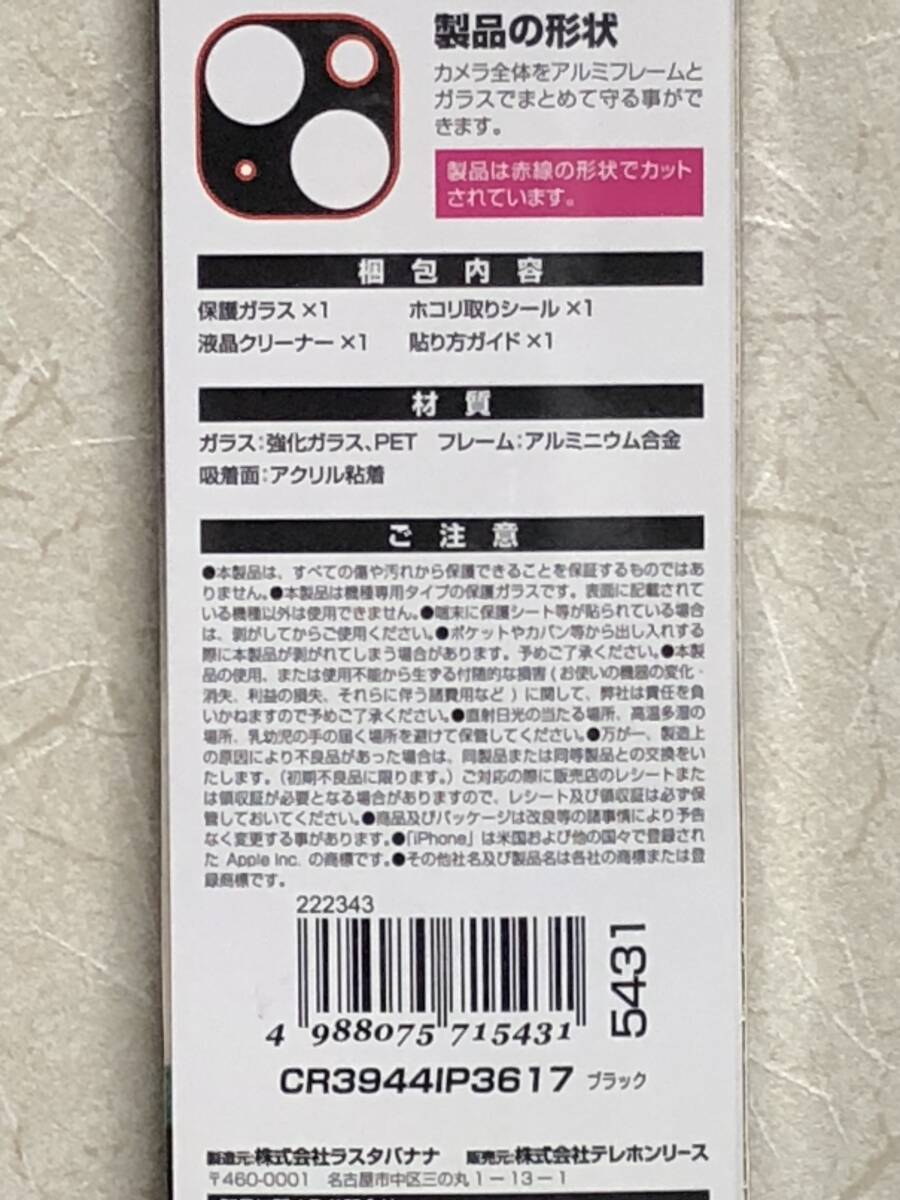 製品の形状
カメラ全体をアルミフレームと
ガラスでまとめて守る事がで
きます。
製品は赤線の形状でカット
されています。
梱包内容
保護ガラス×1　ホコリ取りシール×1
液晶クリーナー×1　貼り方ガイド×1
材質
ガラス:強化ガラス、PET　フレーム:アルミニウム合金
吸着面:アクリル粘着
ご注意
●本製品は、すべての傷や汚れから保護できることを保証するものではあ
りません。●本製品は機種専用タイプの保護ガラスです。表面に記載されて
いる機種以外は使用できません。●端末に保護シート等が貼られている場合
は、剥がしてからご使用ください。●ポケットやカバン等から出し入れする
際に本製品が剥がれてしまう場合があります。予めご了承ください。●本製
品の使用、または使用不能から生ずる付随的な損害(お使いの機器の変化・
消失、利益の損失、それらに伴う諸費用など)に関して、弊社は責任を負
いかねますので予めご了承ください。●直射日光の当たる場所、高温多湿の
場所、乳幼児の手の届く場所を避けて保管してください。●万が一、製造上
の原因により不良品があった場合は、同製品または同等製品との交換をい
たします。(初期不良品に限ります。)ご対応の際に販売店のレシートまた
は領収証が必要となる場合がありますので、レシート及び領収証は必ず保
管しておいてください。●商品及びパッケージは改良等の諸事情により予告
なく変更する事があります。●「iPhone」は米国および他の国々で登録され
た Apple Inc. の商標です。●その他社名及び製品名は各社の商標または登
録商標です。
222343
4 988075 715431
5431
CR3944IP3617 ブラック
製造元:株式会社ラスタバナナ　販売元:株式会社テレホンリース
〒460-0001 名古屋市中区三の丸1-13-1